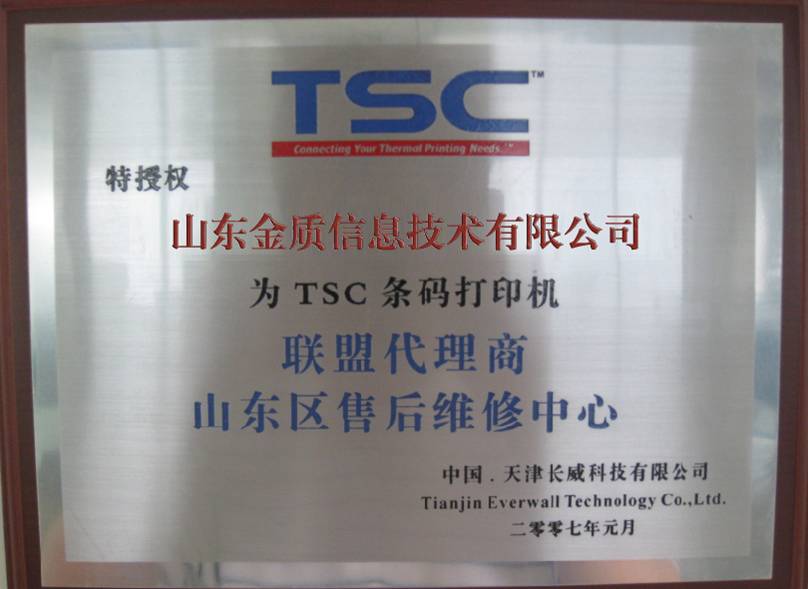 TSC™
Connecting Your Thermal Printing Needs.™
特授权
山东金质信息技术有限公司
为 TSC 条码打印机
联盟代理商
山东区售后维修中心
中国．天津长威科技有限公司
Tianjin Everwall Technology Co.,Ltd.
二零零七年元月